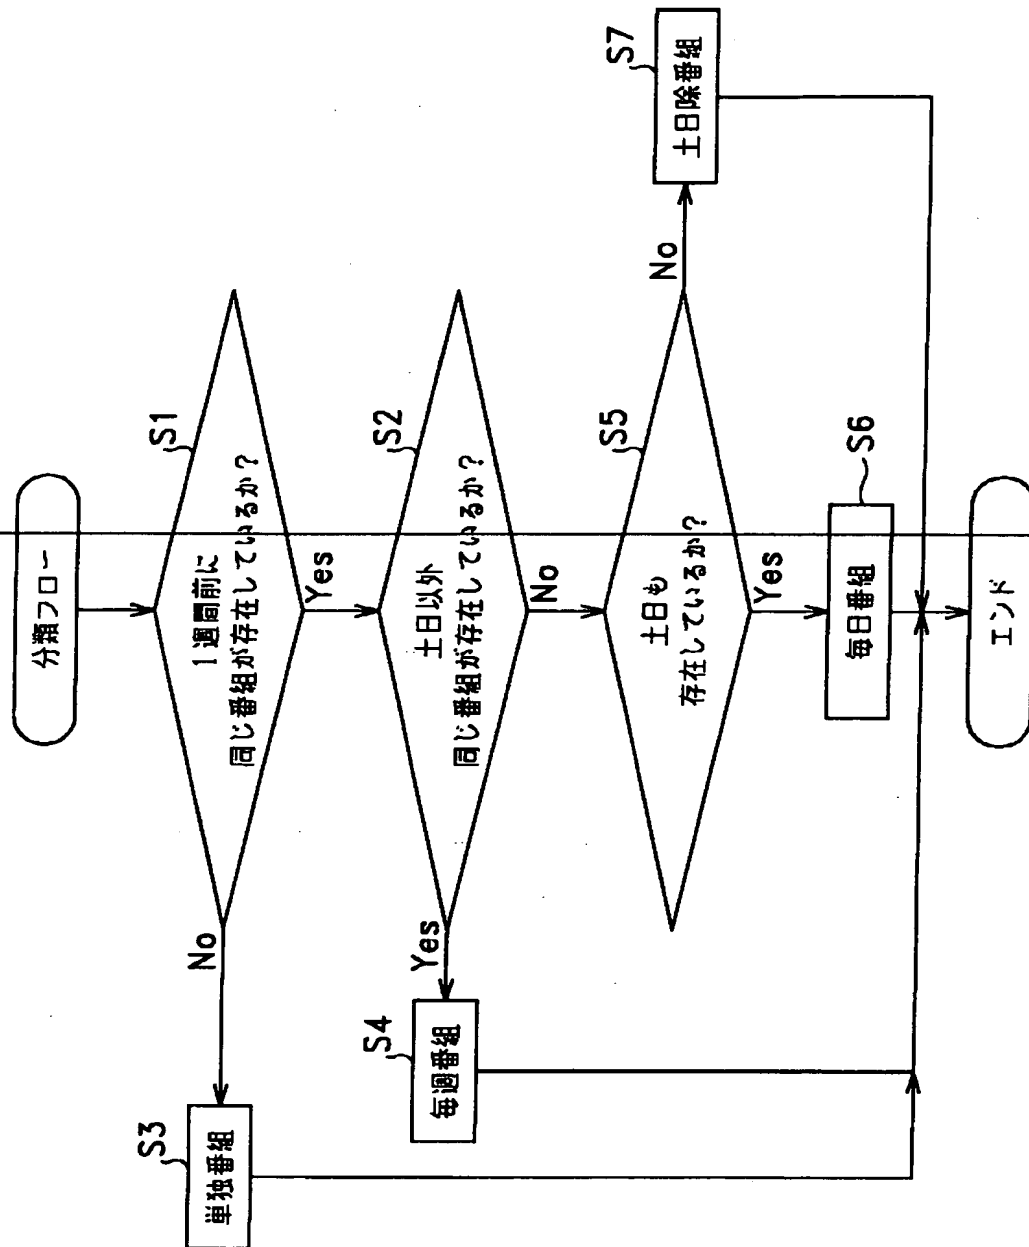 分類フロー
S1
1週間前に
同じ番組が存在しているか?
No
Yes
S3
単独番組
S2
土日以外
同じ番組が存在しているか?
Yes
No
S4
毎週番組
S5
土日も
存在しているか?
No
Yes
S7
土日除番組
S6
毎日番組
エンド